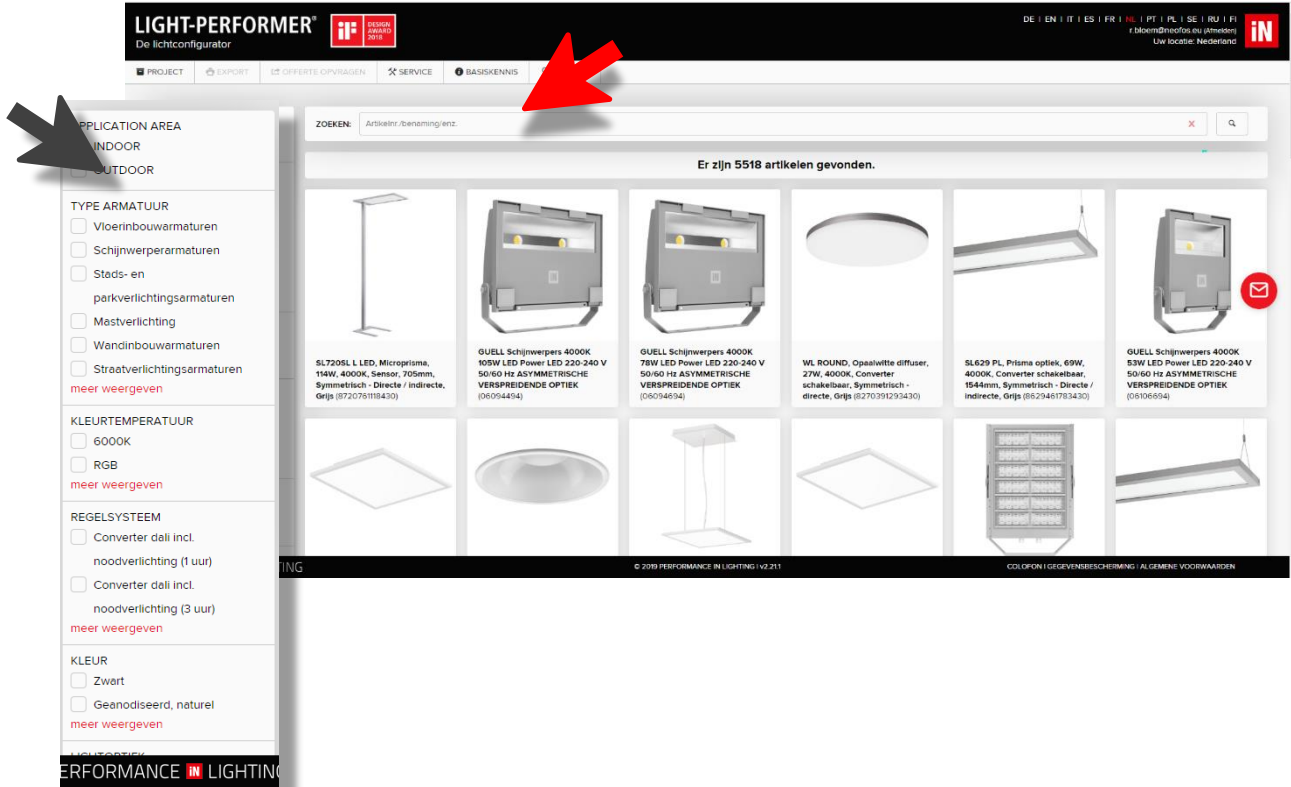 LIGHT-PERFORMER®
De lichtconfigurator
iF
DESIGN
AWARD
2018
DE | EN | IT | ES | FR | NL | PT | PL | SE | RU | FI
r.bloem@neofos.eu (Afmelden)
Uw locatie: Nederland
iN
PROJECT
EXPORT
OFFERTE OPVRAGEN
SERVICE
BASISKENNIS
APPLICATION AREA
INDOOR
OUTDOOR
TYPE ARMATUUR
Vloerinbouwarmaturen
Schijnwerperarmaturen
Stads- en
parkverlichtingsarmaturen
Mastverlichting
Wandinbouwarmaturen
Straatverlichtingsarmaturen
meer weergeven
KLEURTEMPERATUUR
6000K
RGB
meer weergeven
REGELSYSTEEM
Converter dali incl.
noodverlichting (1 uur)
Converter dali incl.
noodverlichting (3 uur)
meer weergeven
KLEUR
Zwart
Geanodiseerd, naturel
meer weergeven
LICHTOPTIEK
ERFORMANCE iN LIGHTING
ZOEKEN:
Artikelnr./benaming/enz.
Er zijn 5518 artikelen gevonden.
SL720SL L LED, Microprisma,
114W, 4000K, Sensor, 705mm,
Symmetrisch - Directe / indirecte,
Grijs (8720761118430)
GUELL Schijnwerpers 4000K
105W LED Power LED 220-240 V
50/60 Hz ASYMMETRISCHE
VERSPREIDENDE OPTIEK
(06094494)
GUELL Schijnwerpers 4000K
78W LED Power LED 220-240 V
50/60 Hz ASYMMETRISCHE
VERSPREIDENDE OPTIEK
(06094694)
WL ROUND, Opaalwitte diffuser,
27W, 4000K, Converter
schakelbaar, Symmetrisch -
directe, Grijs (8270391293430)
SL629 PL, Prisma optiek, 69W,
4000K, Converter schakelbaar,
1544mm, Symmetrisch - Directe /
indirecte, Grijs (8629461783430)
GUELL Schijnwerpers 4000K
53W LED Power LED 220-240 V
50/60 Hz ASYMMETRISCHE
VERSPREIDENDE OPTIEK
(06106694)
TING
© 2019 PERFORMANCE IN LIGHTING | v2.21.1
COLOFON | GEGEVENSBESCHERMING | ALGEMENE VOORWAARDEN